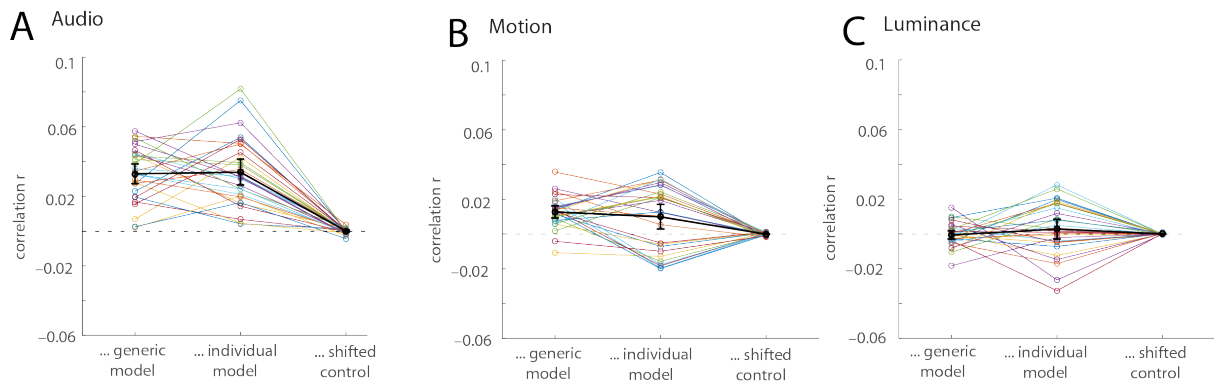 A Audio
correlation r
0.1
0.06
0.02
−0.02
−0.06
... generic model
... individual model
... shifted control
B Motion
correlation r
0.1
0.06
0.02
−0.02
−0.06
... generic model
... individual model
... shifted control
C Luminance
correlation r
0.1
0.06
0.02
−0.02
−0.06
... generic model
... individual model
... shifted control